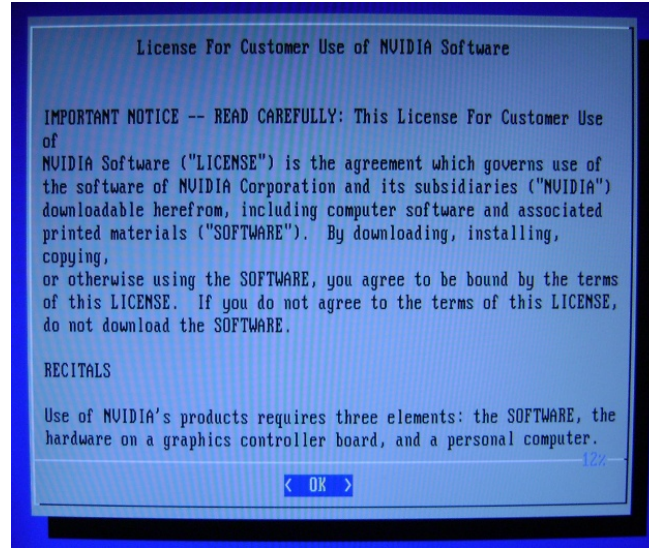 License For Customer Use of NVIDIA Software
IMPORTANT NOTICE -- READ CAREFULLY: This License For Customer Use
of
NVIDIA Software ("LICENSE") is the agreement which governs use of
the software of NVIDIA Corporation and its subsidiaries ("NVIDIA")
downloadable herefrom, including computer software and associated
printed materials ("SOFTWARE").  By downloading, installing,
copying,
or otherwise using the SOFTWARE, you agree to be bound by the terms
of this LICENSE.  If you do not agree to the terms of this LICENSE,
do not download the SOFTWARE.
RECITALS
Use of NVIDIA's products requires three elements: the SOFTWARE, the
hardware on a graphics controller board, and a personal computer.
12%
< OK >